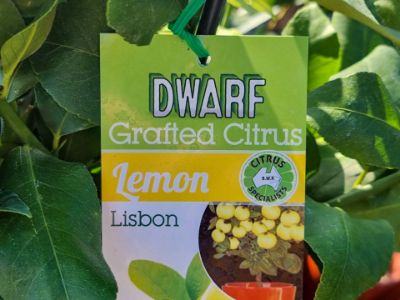 DWARF
Grafted Citrus
Lemon
CITRUS
SPECIALISTS
Lisbon